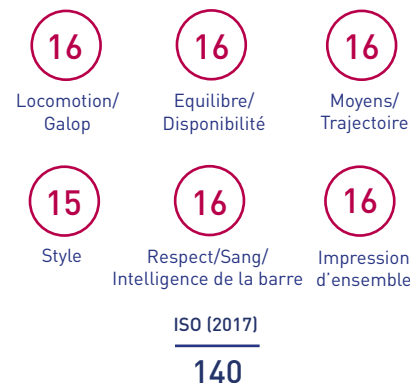 16 16 16
Locomotion/ Equilibre/ Moyens/
Galop Disponibilité Trajectoire
15 16 16
Style Respect/Sang/ Impression
Intelligence de la barre d'ensemble
ISO (2017)
140